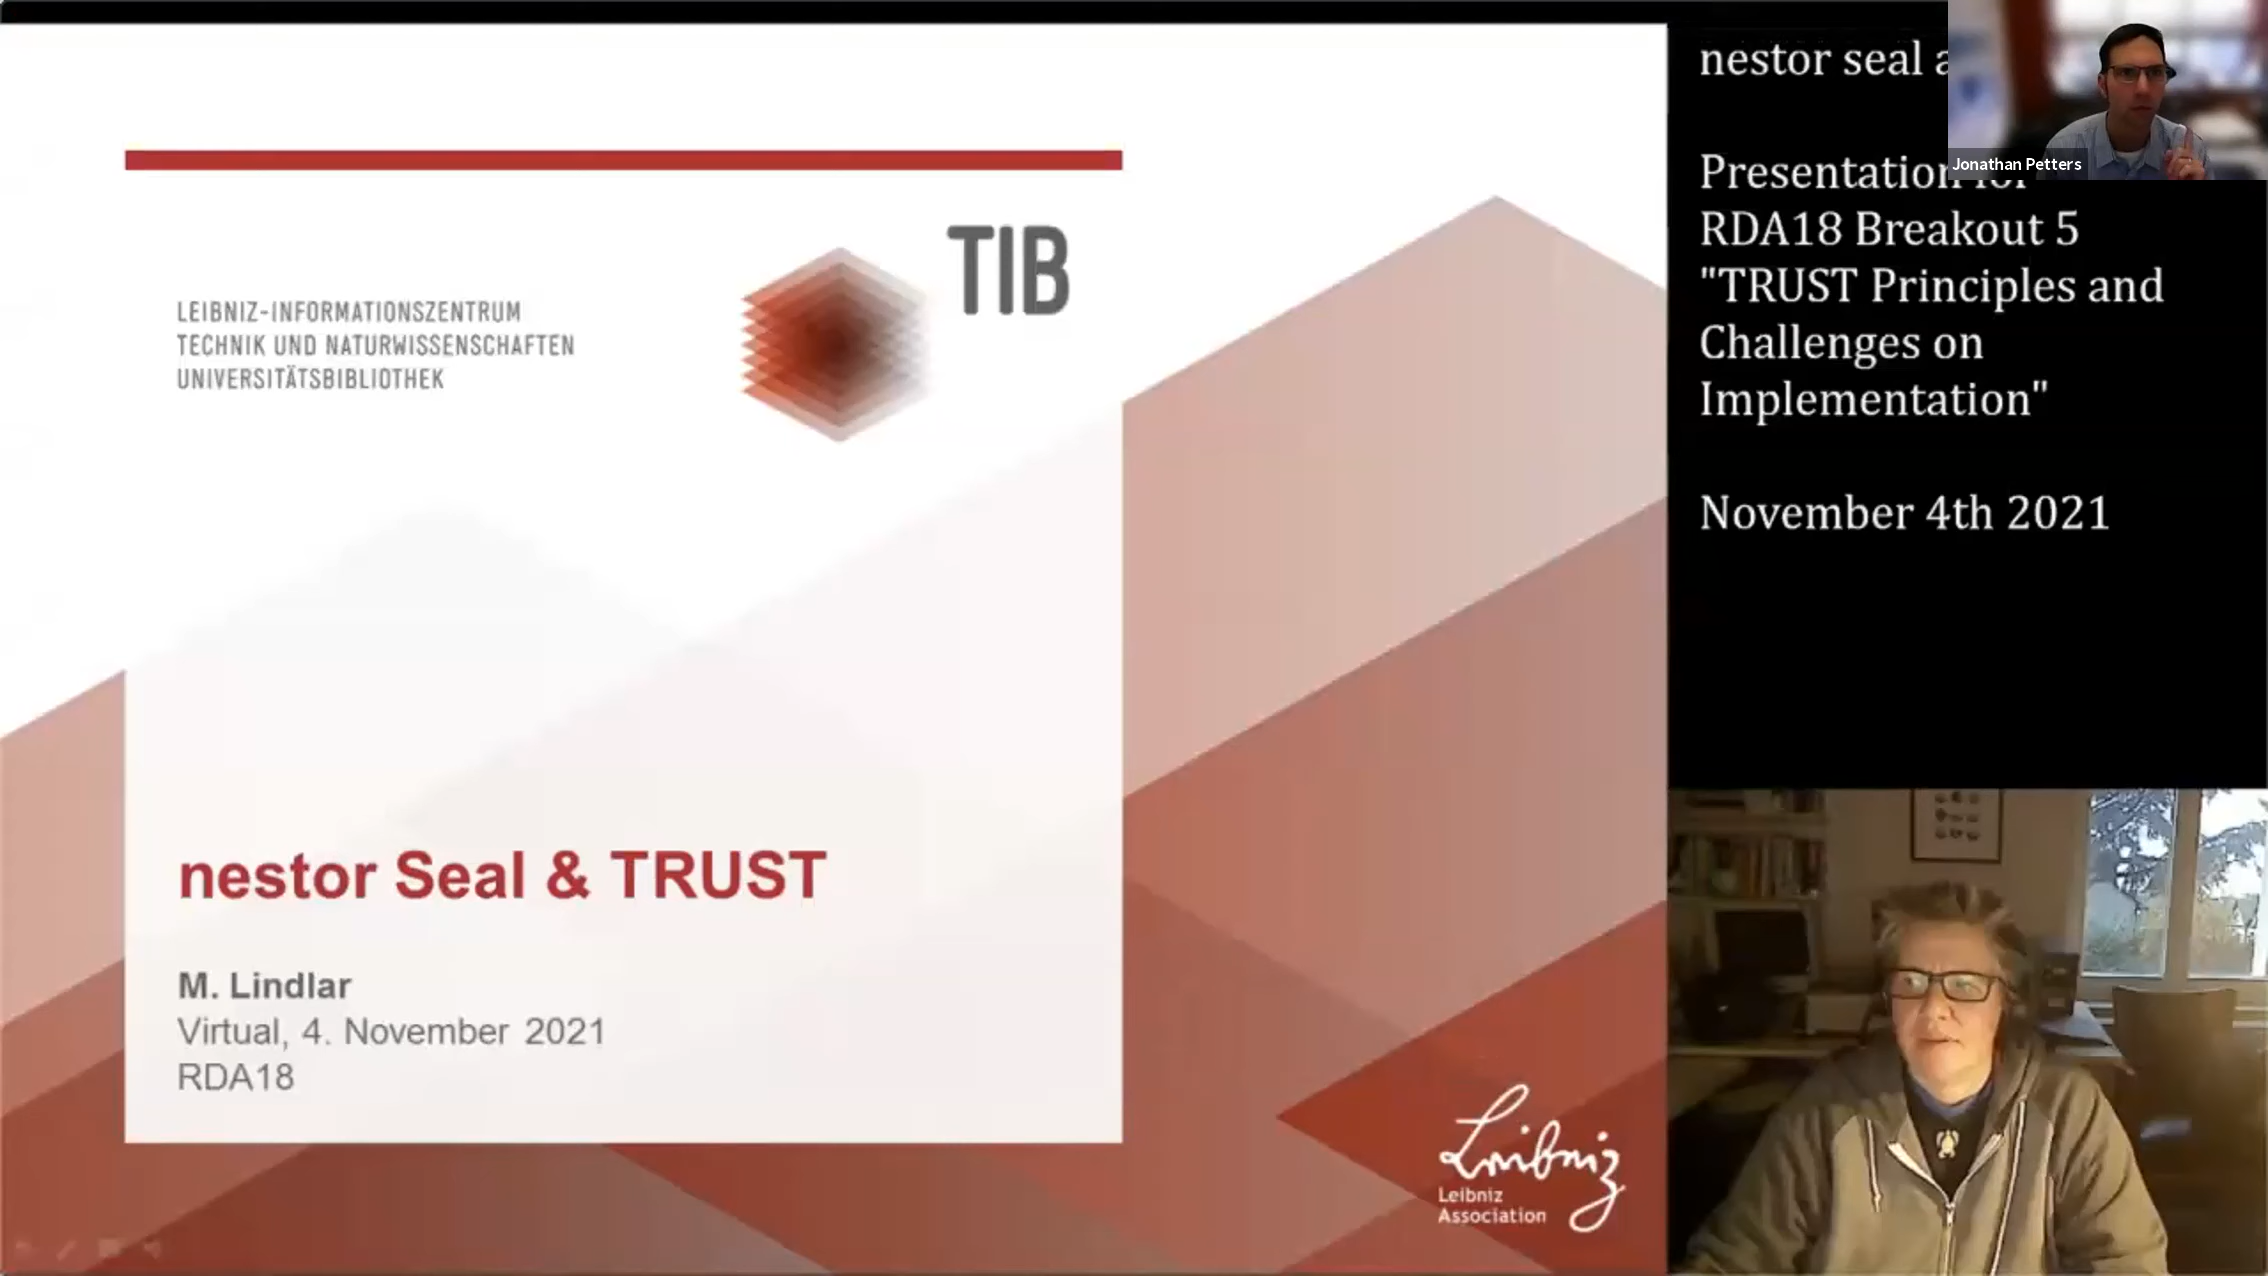 LEIBNIZ-INFORMATIONSZENTRUM
TECHNIK UND NATURWISSENSCHAFTEN
UNIVERSITÄTSBIBLIOTHEK
TIB
nestor Seal & TRUST
M. Lindlar
Virtual, 4. November 2021
RDA18
Leibniz
Leibniz
Association
nestor seal
Presentation for
RDA18 Breakout 5
"TRUST Principles and
Challenges on
Implementation"
November 4th 2021
Jonathan Petters